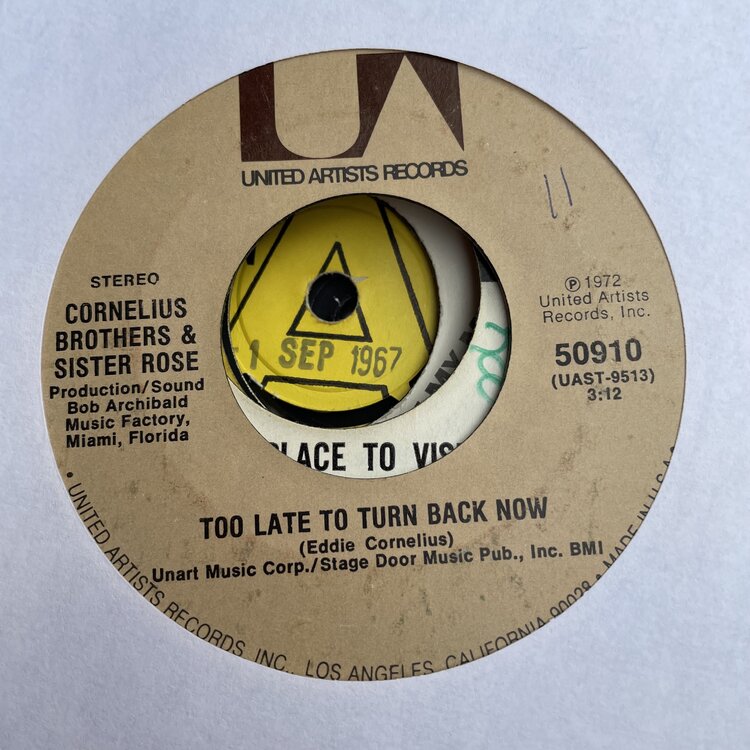 UA
UNITED ARTISTS RECORDS
11
STEREO
CORNELIUS
BROTHERS &
SISTER ROSE
Production/Sound
Bob Archibald
Music Factory,
Miami, Florida
℗ 1972
United Artists
Records, Inc.
50910
(UAST-9513)
3:12
1 SEP 1967
MY
LACE TO VIS
TOO LATE TO TURN BACK NOW
(Eddie Cornelius)
Unart Music Corp./Stage Door Music Pub., Inc. BMI
• UNITED ARTISTS RECORDS, INC., LOS ANGELES, CALIFORNIA 90028 • MADE IN U.S.A.